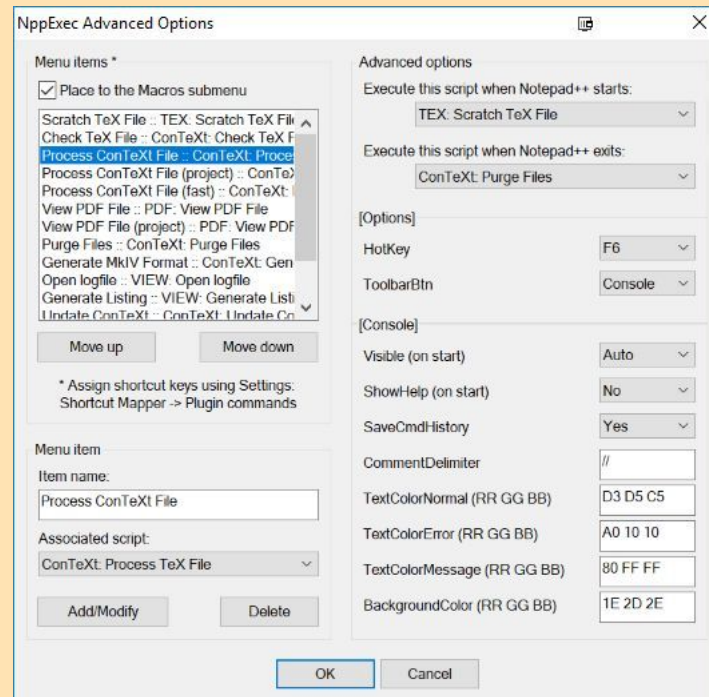 NppExec Advanced Options
Menu items *
Place to the Macros submenu
Scratch TeX File :: TEX: Scratch TeX File
Check TeX File :: ConTeXt: Check TeX F
Process ConTeXt File :: ConTeXt: Proces
Process ConTeXt File (project) :: ConTeX
Process ConTeXt File (fast) :: ConTeXt:
View PDF File :: PDF: View PDF File
View PDF File (project) :: PDF: View PDF
Purge Files :: ConTeXt: Purge Files
Generate MkIV Format :: ConTeXt: Gen
Open logfile :: VIEW: Open logfile
Generate Listing :: VIEW: Generate Listi
Update ConTeXt :: ConTeXt: Update Co
Move up
Move down
* Assign shortcut keys using Settings:
Shortcut Mapper -> Plugin commands
Menu item
Item name:
Process ConTeXt File
Associated script:
ConTeXt: Process TeX File
Add/Modify
Delete
Advanced options
Execute this script when Notepad++ starts:
TEX: Scratch TeX File
Execute this script when Notepad++ exits:
ConTeXt: Purge Files
[Options]
HotKey
F6
ToolbarBtn
Console
[Console]
Visible (on start)
Auto
ShowHelp (on start)
No
SaveCmdHistory
Yes
CommentDelimiter
//
TextColorNormal (RR GG BB)
D3 D5 C5
TextColorError (RR GG BB)
A0 10 10
TextColorMessage (RR GG BB)
80 FF FF
BackgroundColor (RR GG BB)
1E 2D 2E
OK
Cancel